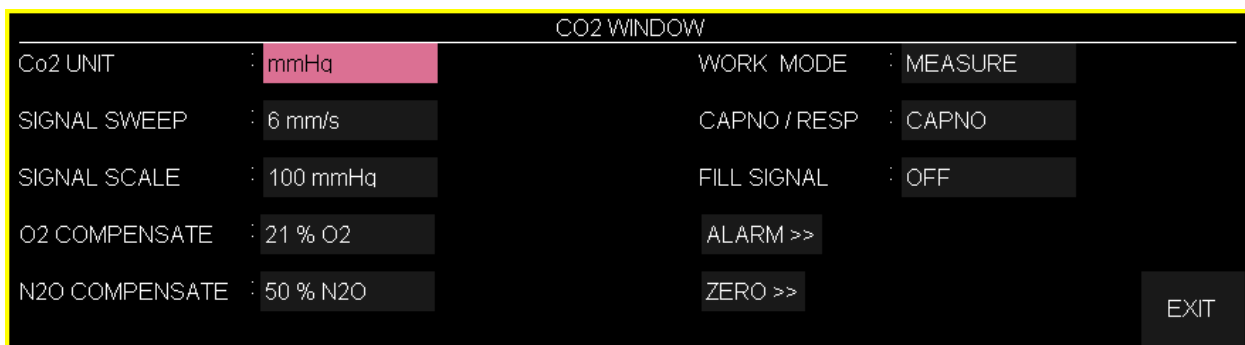 CO2 WINDOW
Co2 UNIT : mmHg WORK MODE : MEASURE
SIGNAL SWEEP : 6 mm/s CAPNO / RESP : CAPNO
SIGNAL SCALE : 100 mmHg FILL SIGNAL : OFF
O2 COMPENSATE : 21 % O2 ALARM >>
N2O COMPENSATE : 50 % N2O ZERO >>
EXIT